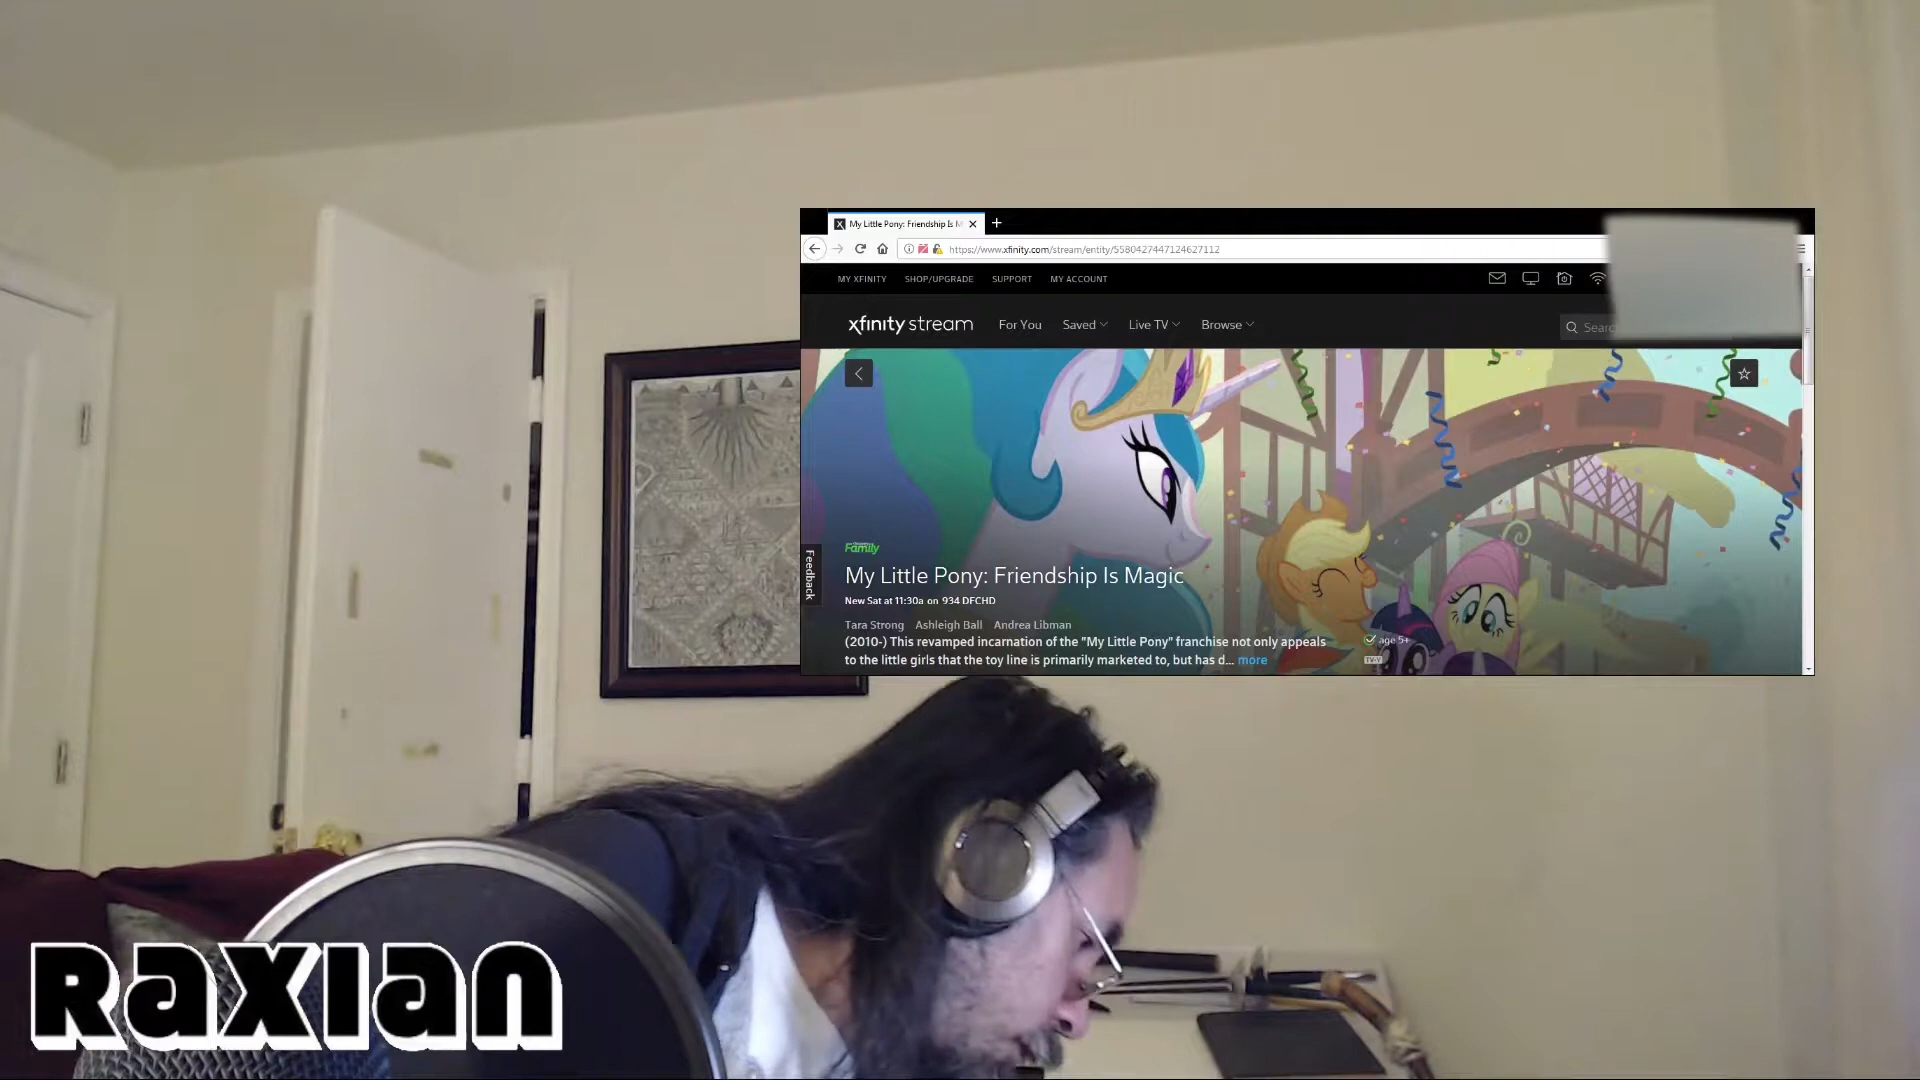 My Little Pony: Friendship Is M
https://www.xfinity.com/stream/entity/5580427447124627112
MY XFINITY SHOP/UPGRADE SUPPORT MY ACCOUNT
xfinity stream For You Saved Live TV Browse
Family
Feedback
My Little Pony: Friendship Is Magic
New Sat at 11:30a on 934 DFCHD
Tara Strong Ashleigh Ball Andrea Libman
(2010-) This revamped incarnation of the "My Little Pony" franchise not only appeals
to the little girls that the toy line is primarily marketed to, but has d... more
age 5+
TV-Y
Raxian